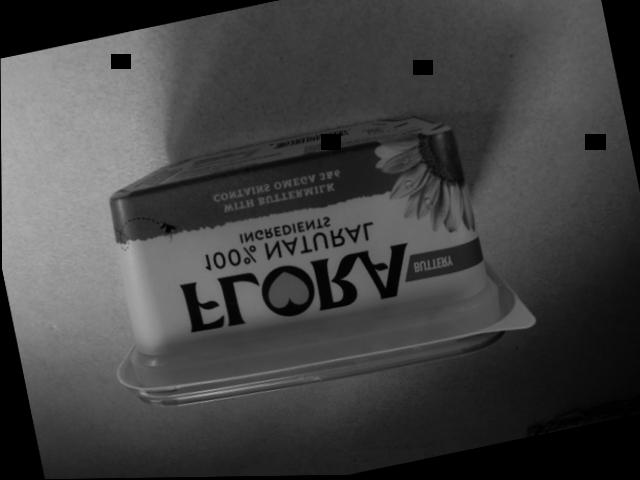 FLORA
BUTTERY
100% NATURAL
INGREDIENTS
WITH BUTTERMILK
CONTAINS OMEGA 3&6